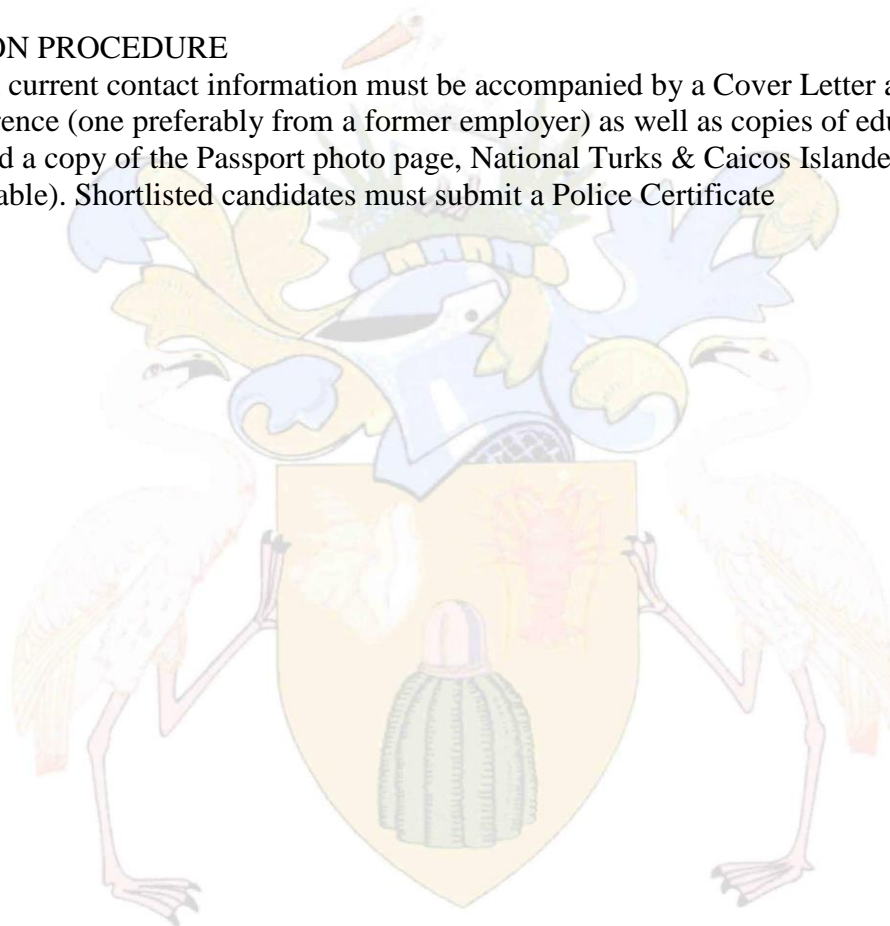 ON PROCEDURE
current contact information must be accompanied by a Cover Letter a
rence (one preferably from a former employer) as well as copies of edu
d a copy of the Passport photo page, National Turks & Caicos Islande
able). Shortlisted candidates must submit a Police Certificate